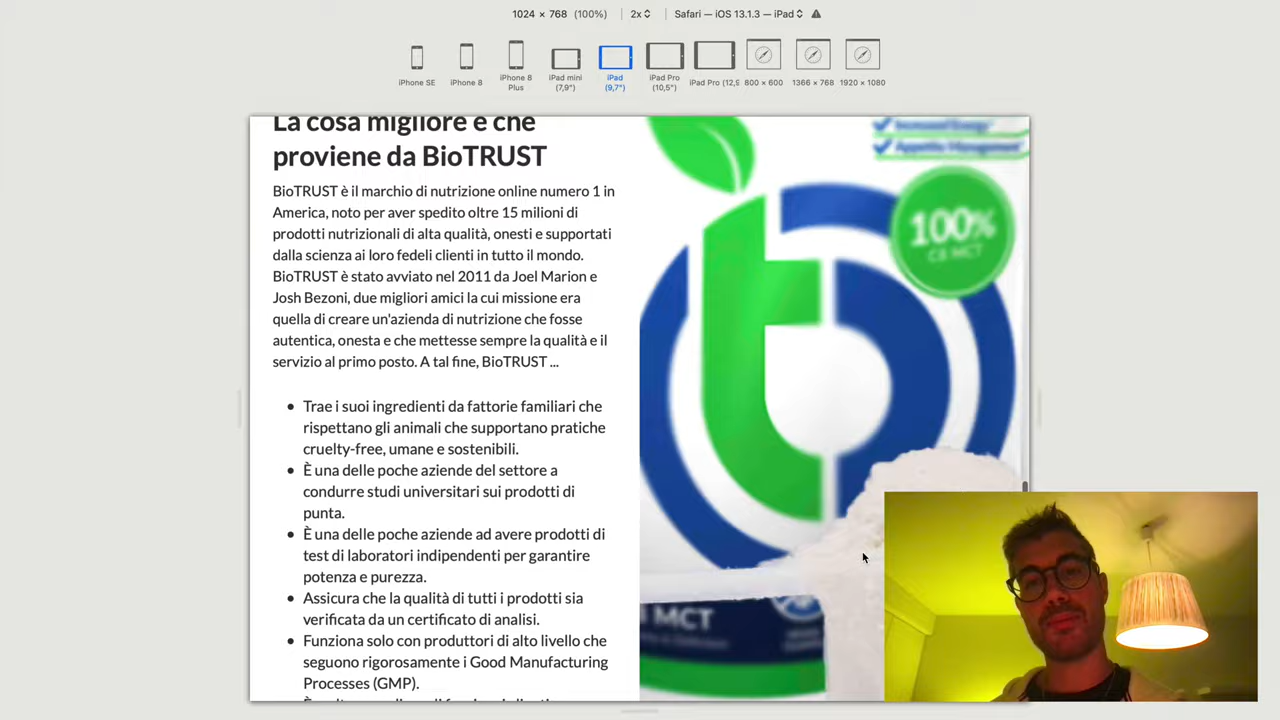 1024 × 768 (100%) 2x Safari — iOS 13.1.3 — iPad
iPhone SE
iPhone 8
iPhone 8
Plus
iPad mini
(7,9")
iPad
(9,7")
iPad Pro
(10,5")
iPad Pro (12,9
800 × 600
1366 × 768
1920 × 1080
La cosa migliore è che
proviene da BioTRUST
BioTRUST è il marchio di nutrizione online numero 1 in
America, noto per aver spedito oltre 15 milioni di
prodotti nutrizionali di alta qualità, onesti e supportati
dalla scienza ai loro fedeli clienti in tutto il mondo.
BioTRUST è stato avviato nel 2011 da Joel Marion e
Josh Bezoni, due migliori amici la cui missione era
quella di creare un'azienda di nutrizione che fosse
autentica, onesta e che mettesse sempre la qualità e il
servizio al primo posto. A tal fine, BioTRUST ...
Trae i suoi ingredienti da fattorie familiari che
rispettano gli animali che supportano pratiche
cruelty-free, umane e sostenibili.
È una delle poche aziende del settore a
condurre studi universitari sui prodotti di
punta.
È una delle poche aziende ad avere prodotti di
test di laboratori indipendenti per garantire
potenza e purezza.
Assicura che la qualità di tutti i prodotti sia
verificata da un certificato di analisi.
Funziona solo con produttori di alto livello che
seguono rigorosamente i Good Manufacturing
Processes (GMP).
Increased Energy
Appetite Management
100%
C8 MCT
MCT